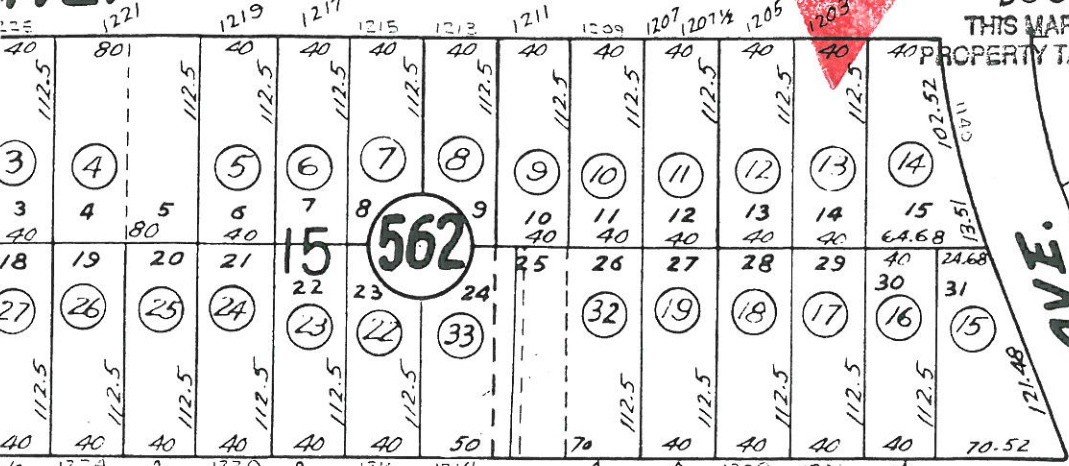 1221 1219 1217 1215 1213 1211 1209 1207 1207½ 1205 1203
THIS MAP
PROPERTY TA
40 80 40 40 40 40 40 40 40 40 40 40
112.5 112.5 112.5 112.5 112.5 112.5 112.5 112.5 112.5 112.5 112.5 102.52
3 4 5 6 7 8 9 10 11 12 13 14
3 4 5 6 7 8 9 10 11 12 13 14 15
13.51
40 80 40 40 40 40 40 40 64.68
15 562
AVE.
18 19 20 21 22 23 24 25 26 27 28 29 40 30 24.68 31
27 26 25 24 23 22 33 32 19 18 17 16 15
112.5 112.5 112.5 112.5 112.5 112.5 112.5 112.5 112.5 112.5 112.5 121.48
40 40 40 40 40 40 50 70 40 40 40 40 70.52